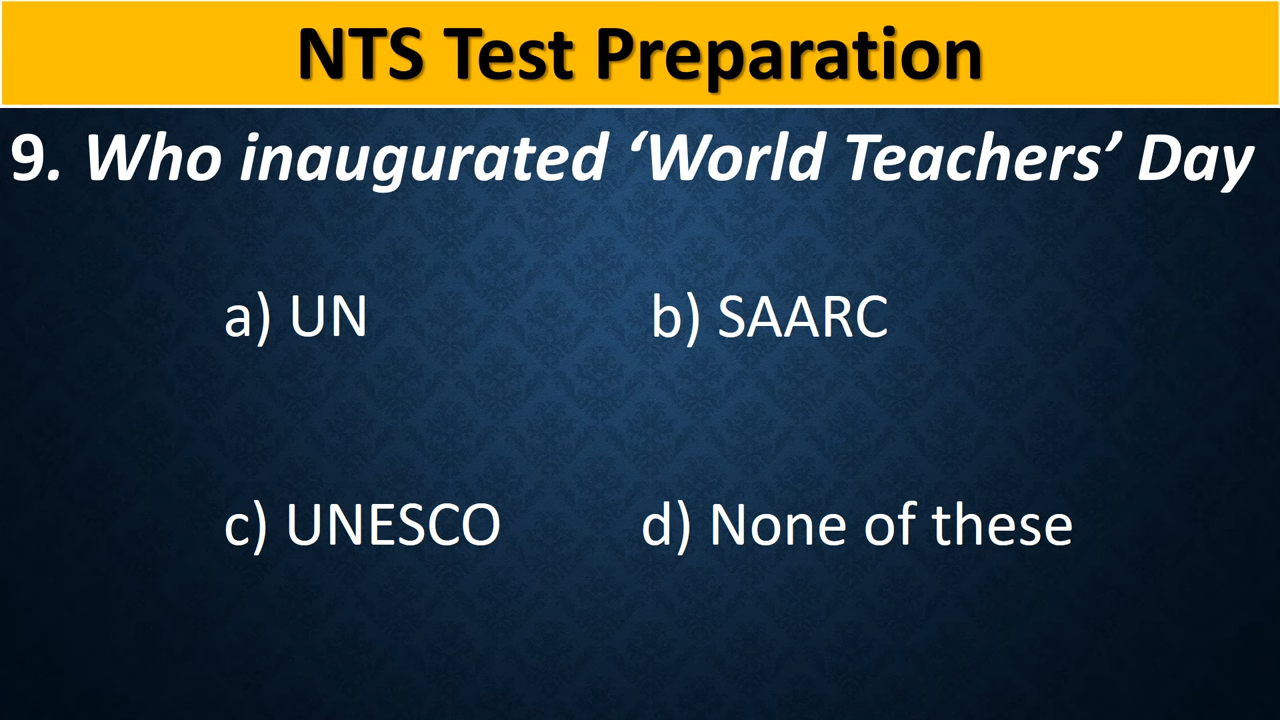 NTS Test Preparation
9. Who inaugurated ‘World Teachers’ Day
a) UN b) SAARC
c) UNESCO d) None of these